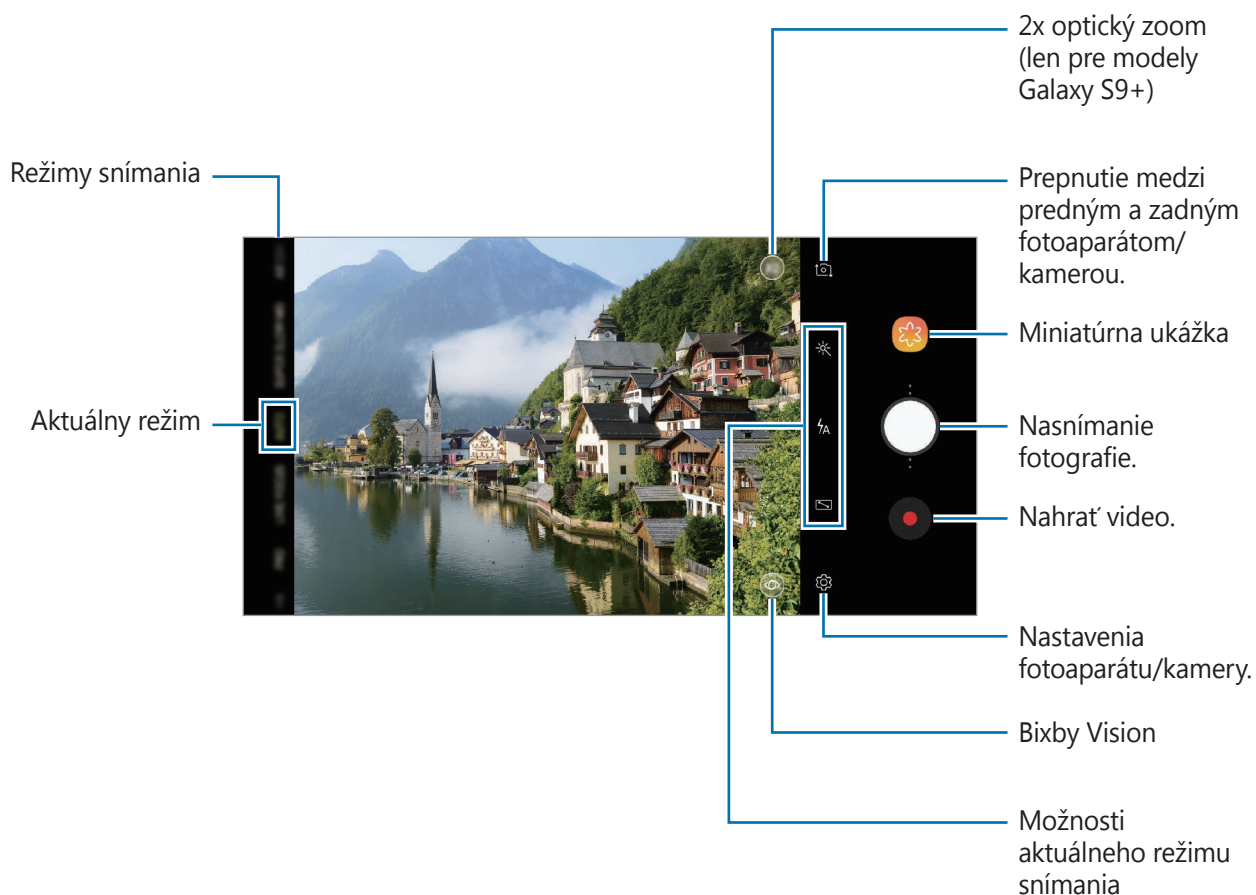 2x optický zoom
(len pre modely
Galaxy S9+)
Režimy snímania
Prepnutie medzi
predným a zadným
fotoaparátom/
kamerou.
Miniatúrna ukážka
Aktuálny režim
Nasnímanie
fotografie.
Nahrať video.
Nastavenia
fotoaparátu/kamery.
Bixby Vision
Možnosti
aktuálneho režimu
snímania